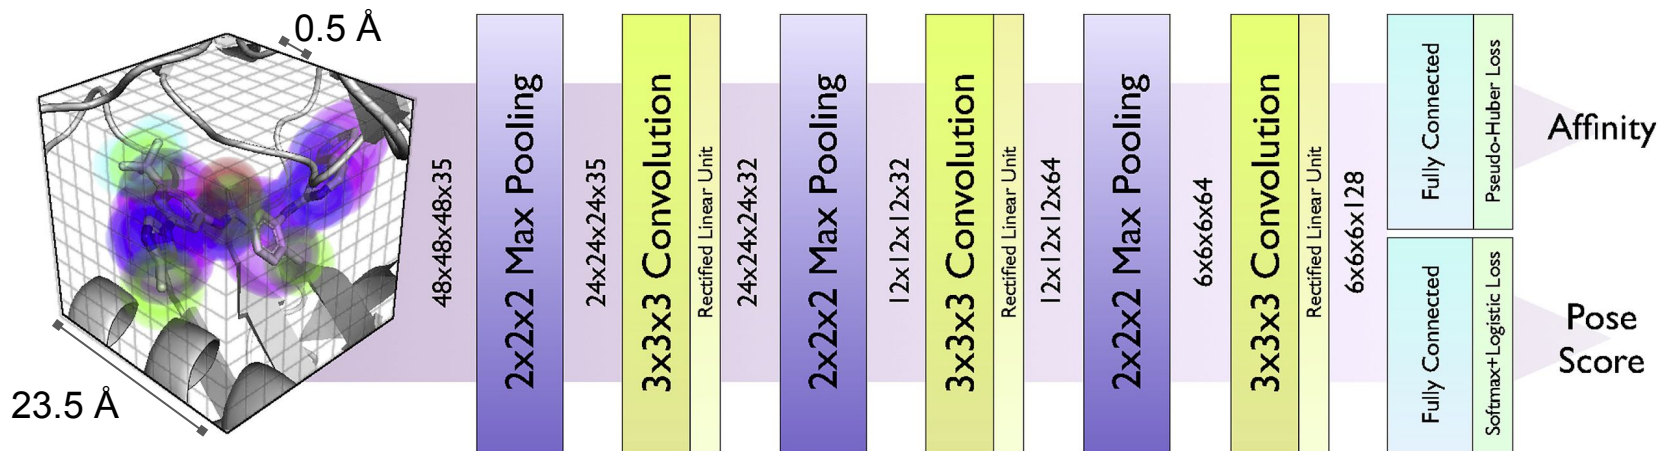 0.5 Å
23.5 Å
48x48x48x35
2x2x2 Max Pooling
24x24x24x35
3x3x3 Convolution
Rectified Linear Unit
24x24x24x32
2x2x2 Max Pooling
12x12x12x32
3x3x3 Convolution
Rectified Linear Unit
12x12x12x64
2x2x2 Max Pooling
6x6x6x64
3x3x3 Convolution
Rectified Linear Unit
6x6x6x128
Fully Connected
Pseudo-Huber Loss
Affinity
Fully Connected
Softmax+Logistic Loss
Pose
Score